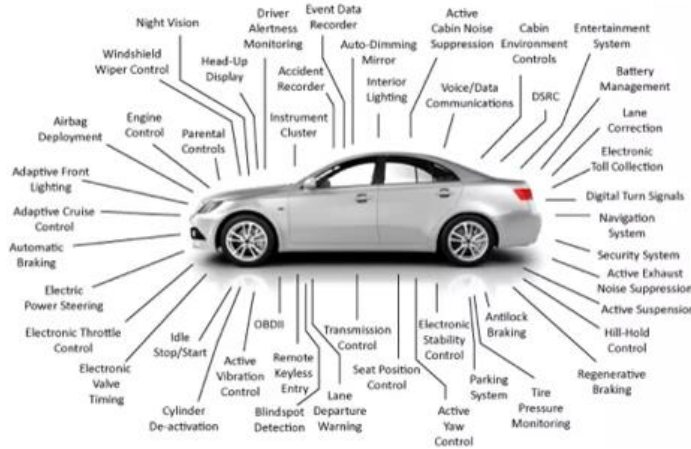 Night Vision
Windshield
Wiper Control
Driver
Alertness
Monitoring
Head-Up
Display
Event Data
Recorder
Accident
Recorder
Auto-Dimming
Mirror
Interior
Lighting
Active
Cabin Noise
Suppression
Cabin
Environment
Controls
Voice/Data
Communications
DSRC
Entertainment
System
Battery
Management
Lane
Correction
Electronic
Toll Collection
Digital Turn Signals
Navigation
System
Security System
Active Exhaust
Noise Suppression
Active Suspension
Hill-Hold
Control
Regenerative
Braking
Airbag
Deployment
Engine
Control
Parental
Controls
Instrument
Cluster
Adaptive Front
Lighting
Adaptive Cruise
Control
Automatic
Braking
Electric
Power Steering
Electronic Throttle
Control
Electronic
Valve
Timing
Idle
Stop/Start
Cylinder
De-activation
Active
Vibration
Control
OBDII
Remote
Keyless
Entry
Blindspot
Detection
Lane
Departure
Warning
Transmission
Control
Seat Position
Control
Electronic
Stability
Control
Active
Yaw
Control
Parking
System
Antilock
Braking
Tire
Pressure
Monitoring